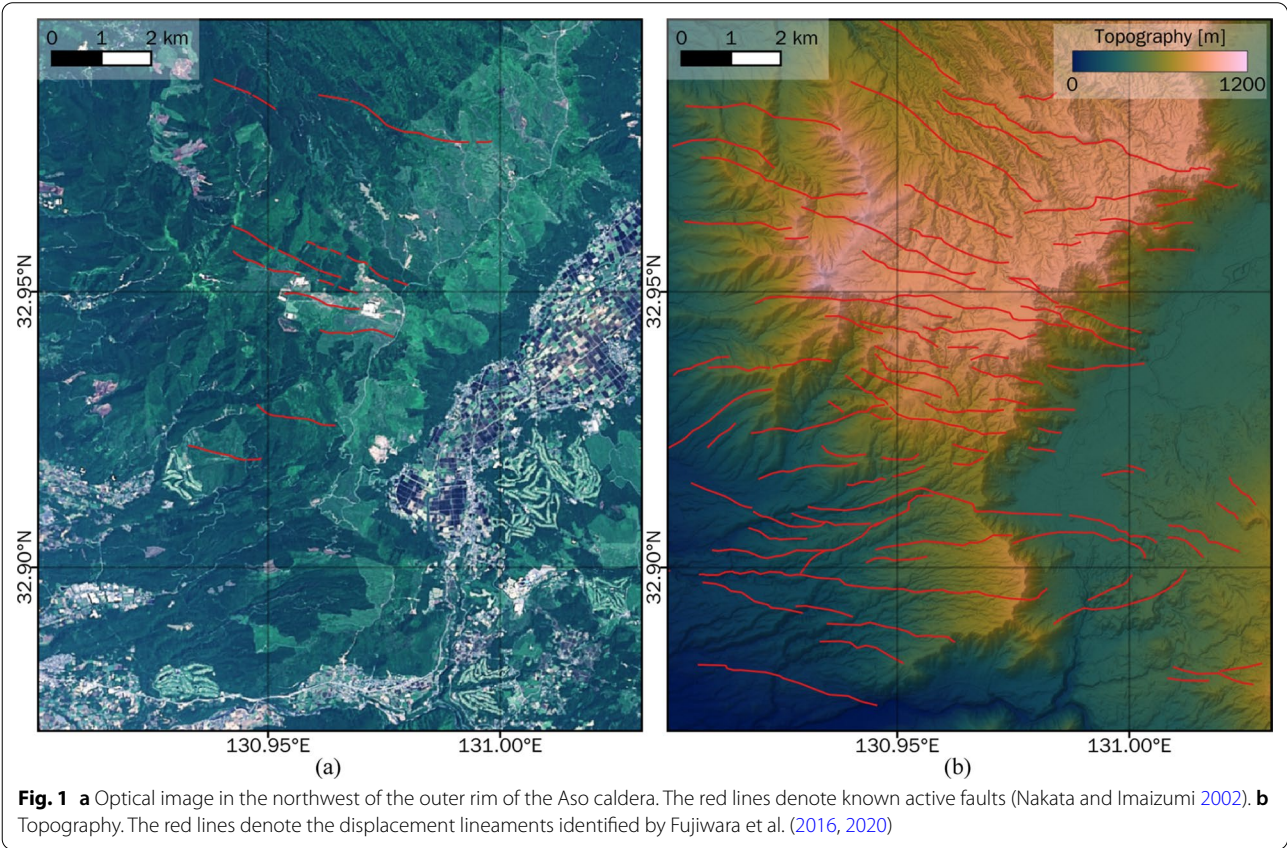 0 1 2 km
0 1 2 km
Topography [m]
0 1200
32.95°N
32.90°N
32.95°N
32.90°N
130.95°E 131.00°E
130.95°E 131.00°E
(a)
(b)
Fig. 1 a Optical image in the northwest of the outer rim of the Aso caldera. The red lines denote known active faults (Nakata and Imaizumi 2002). b
Topography. The red lines denote the displacement lineaments identified by Fujiwara et al. (2016, 2020)